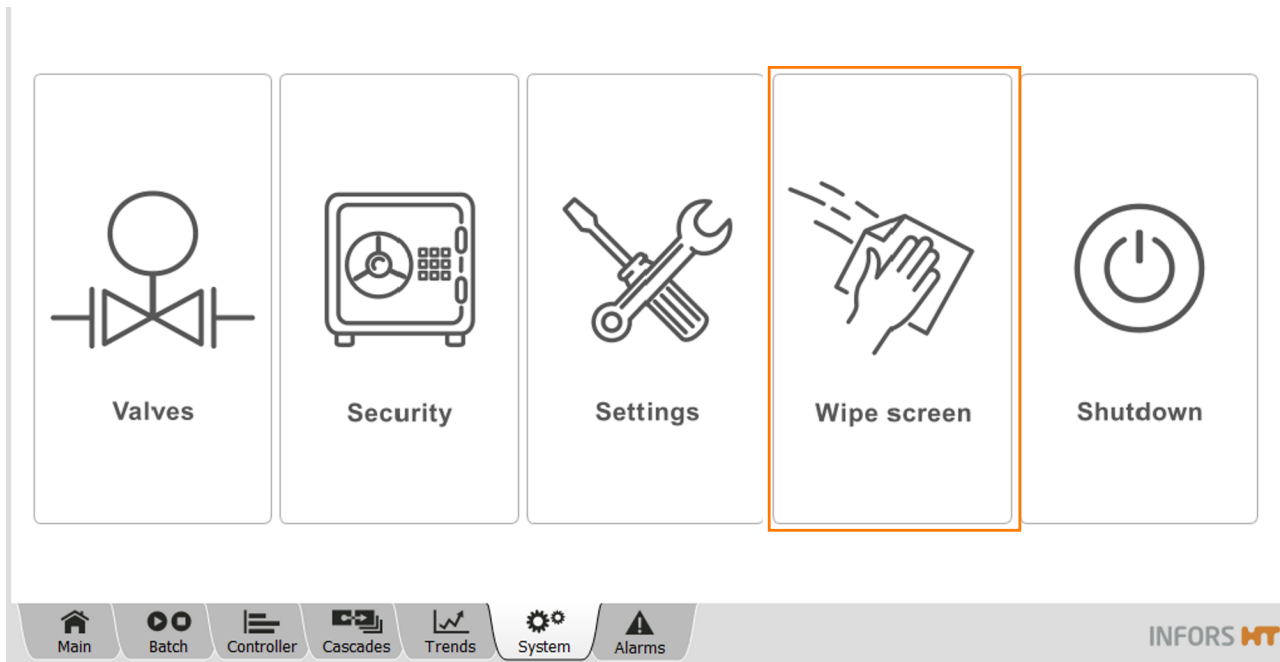 Valves
Security
Settings
Wipe screen
Shutdown
Main
Batch
Controller
Cascades
Trends
System
Alarms
INFORS HT